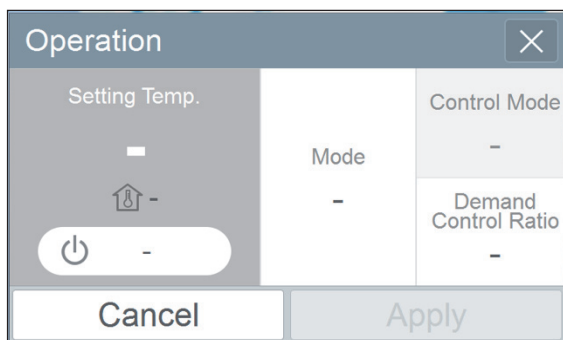 Operation
Setting Temp.
-
-
-
Mode
-
Control Mode
-
Demand
Control Ratio
-
Cancel
Apply